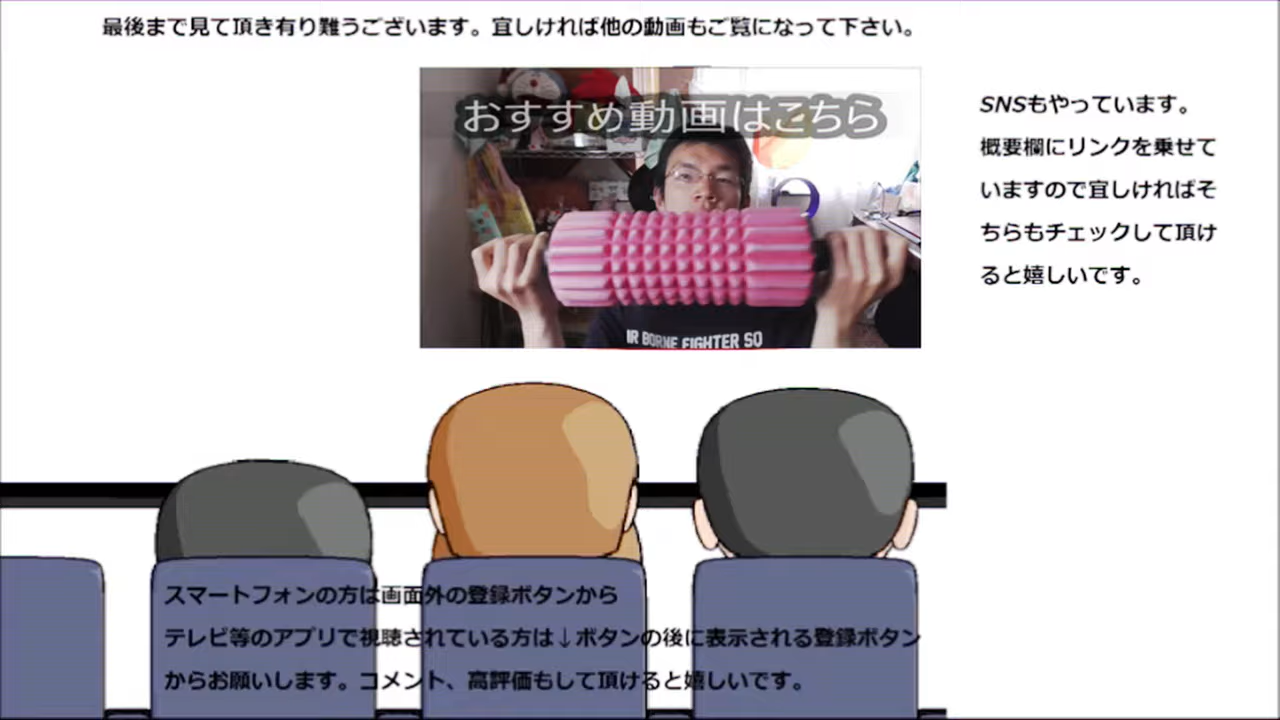 最後まで見て頂き有り難うございます。宜しければ他の動画もご覧になって下さい。
おすすめ動画はこちら
SNSもやっています。
概要欄にリンクを乗せて
いますので宜しければそ
ちらもチェックして頂け
ると嬉しいです。
IR BORNE FIGHTER SQ
スマートフォンの方は画面外の登録ボタンから
テレビ等のアプリで視聴されている方は↓ボタンの後に表示される登録ボタン
からお願いします。コメント、高評価もして頂けると嬉しいです。